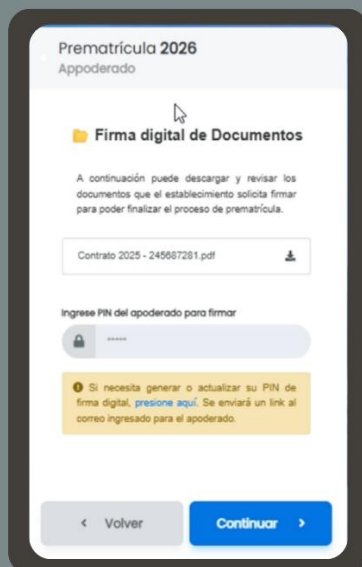 Prematrícula 2026
Appoderado
Firma digital de Documentos
A continuación puede descargar y revisar los
documentos que el establecimiento solicita firmar
para poder finalizar el proceso de prematrícula.
Contrato 2025 - 245687281.pdf
Ingrese PIN del apoderado para firmar
*****
Si necesita generar o actualizar su PIN de
firma digital, presione aquí. Se enviará un link al
correo ingresado para el apoderado.
Volver
Continuar